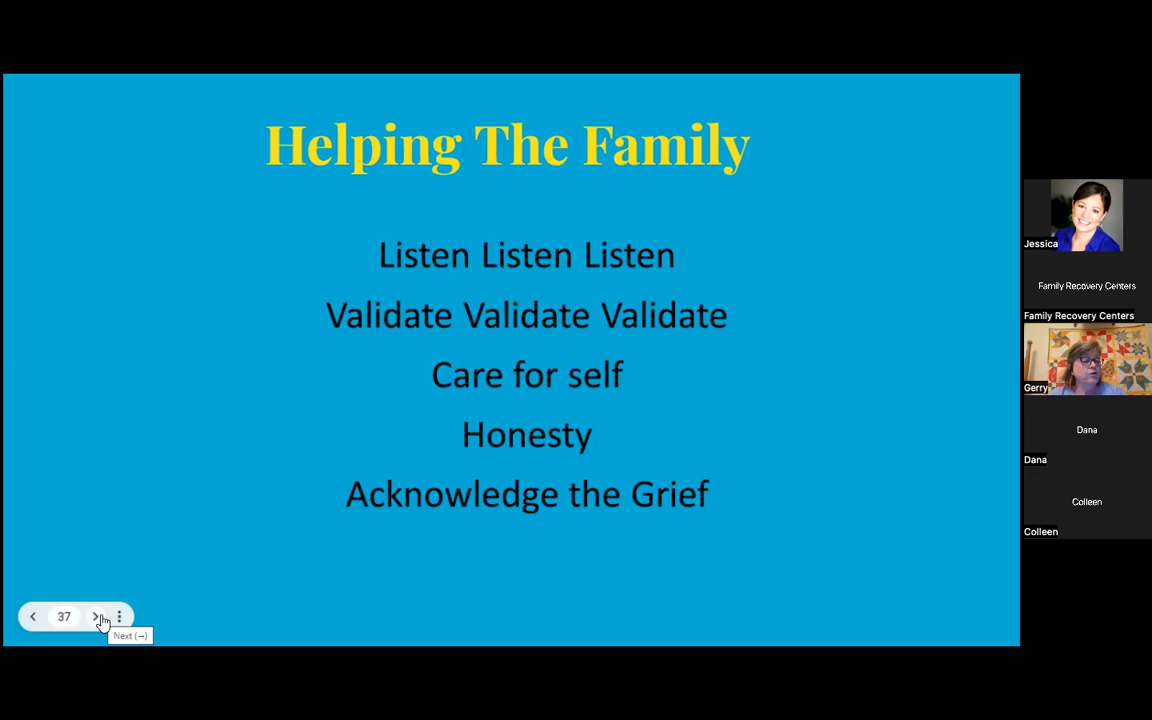 Helping The Family
Listen Listen Listen
Validate Validate Validate
Care for self
Honesty
Acknowledge the Grief
37
Next (→)
Jessica
Family Recovery Centers
Family Recovery Centers
Gerry
Dana
Dana
Colleen
Colleen